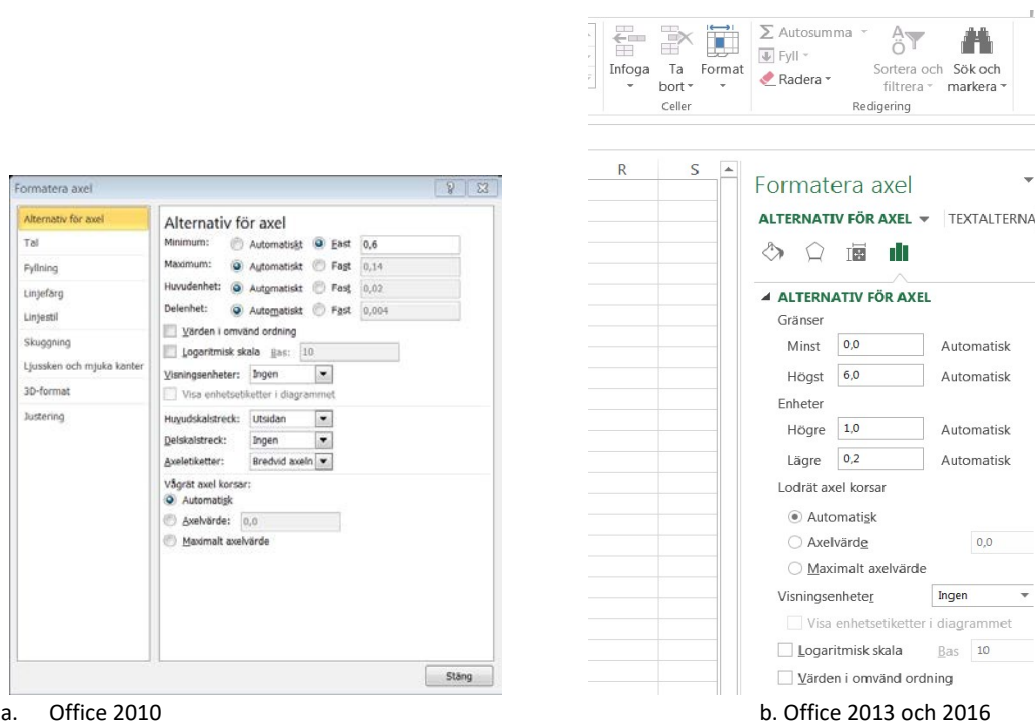 Formatera axel
Alternativ för axel
Tal
Fyllning
Linjefärg
Linjestil
Skuggning
Ljussken och mjuka kanter
3D-format
Justering
Alternativ för axel
Minimum: Automatiskt Fast 0,6
Maximum: Automatiskt Fast 0,14
Huvudenhet: Automatiskt Fast 0,02
Delenhet: Automatiskt Fast 0,004
Värden i omvänd ordning
Logaritmisk skala Bas: 10
Visningsenheter: Ingen
Visa enhetsetiketter i diagrammet
Huvudskalstreck: Utsidan
Delskalstreck: Ingen
Axeletiketter: Bredvid axeln
Vågrät axel korsar:
Automatisk
Axelvärde: 0,0
Maximalt axelvärde
Stäng
a. Office 2010
Infoga
Ta bort
Format
Celler
Σ Autosumma
Fyll
Radera
Sortera och filtrera
Sök och markera
Redigering
R S
Formatera axel
ALTERNATIV FÖR AXEL TEXTALTERNA
ALTERNATIV FÖR AXEL
Gränser
Minst 0,0 Automatisk
Högst 6,0 Automatisk
Enheter
Högre 1,0 Automatisk
Lägre 0,2 Automatisk
Lodrät axel korsar
Automatisk
Axelvärde 0,0
Maximalt axelvärde
Visningsenheter Ingen
Visa enhetsetiketter i diagrammet
Logaritmisk skala Bas 10
Värden i omvänd ordning
b. Office 2013 och 2016